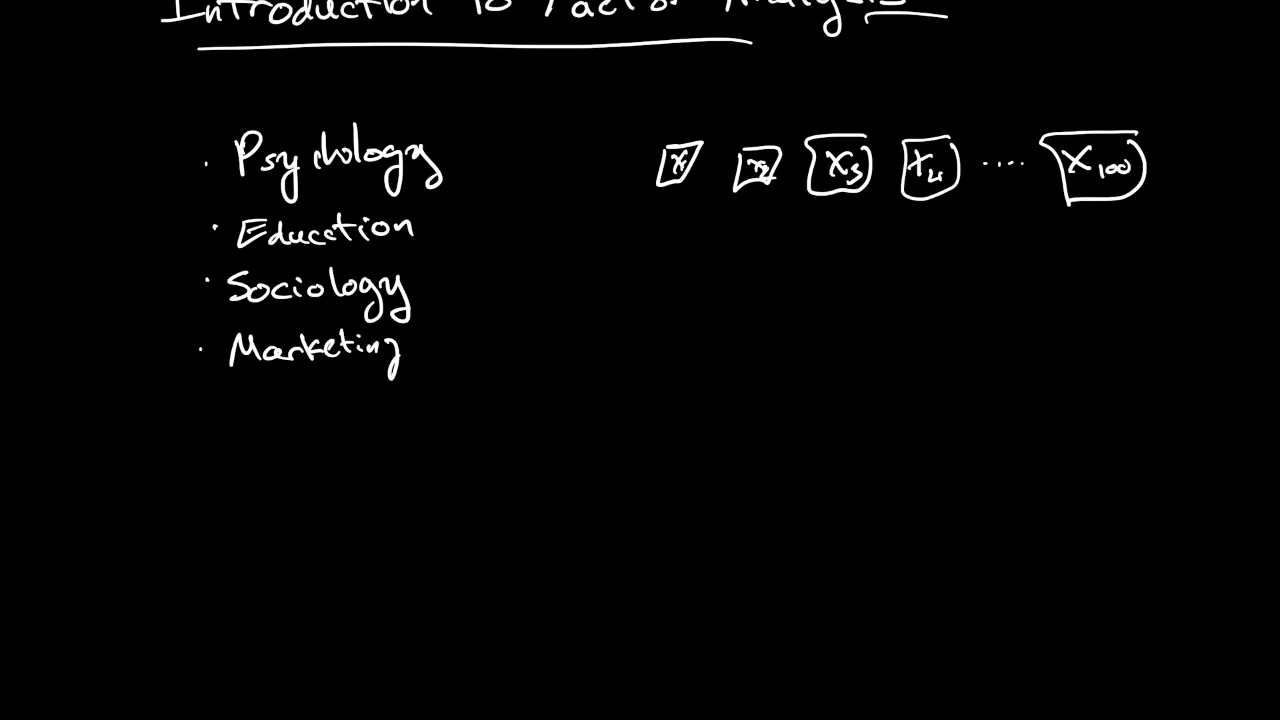 Introduction to Factor Analysis
· Psychology
· Education
· Sociology
· Marketing
X1 X2 X3 X4 .... X100